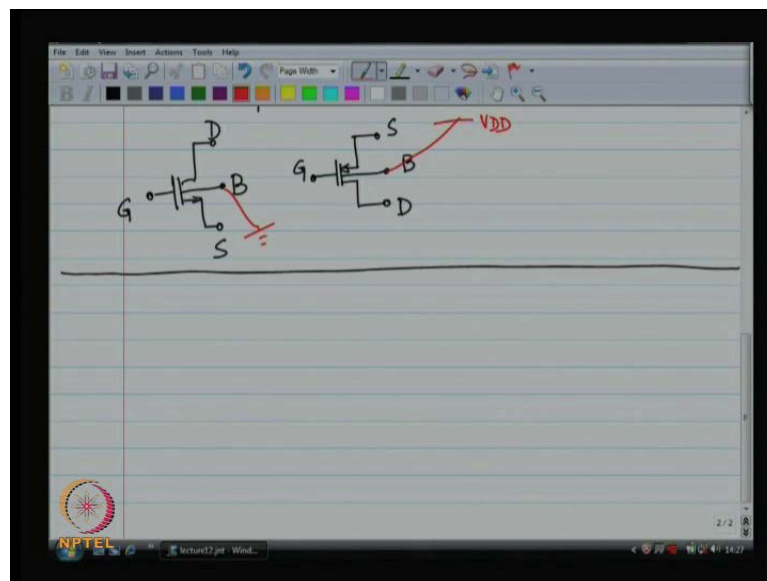 File Edit View Insert Actions Tools Help
Page Width
B I
D S VDD
G B G B
S D
2/2
NPTEL lecture12.jnt - Wind... 14:27